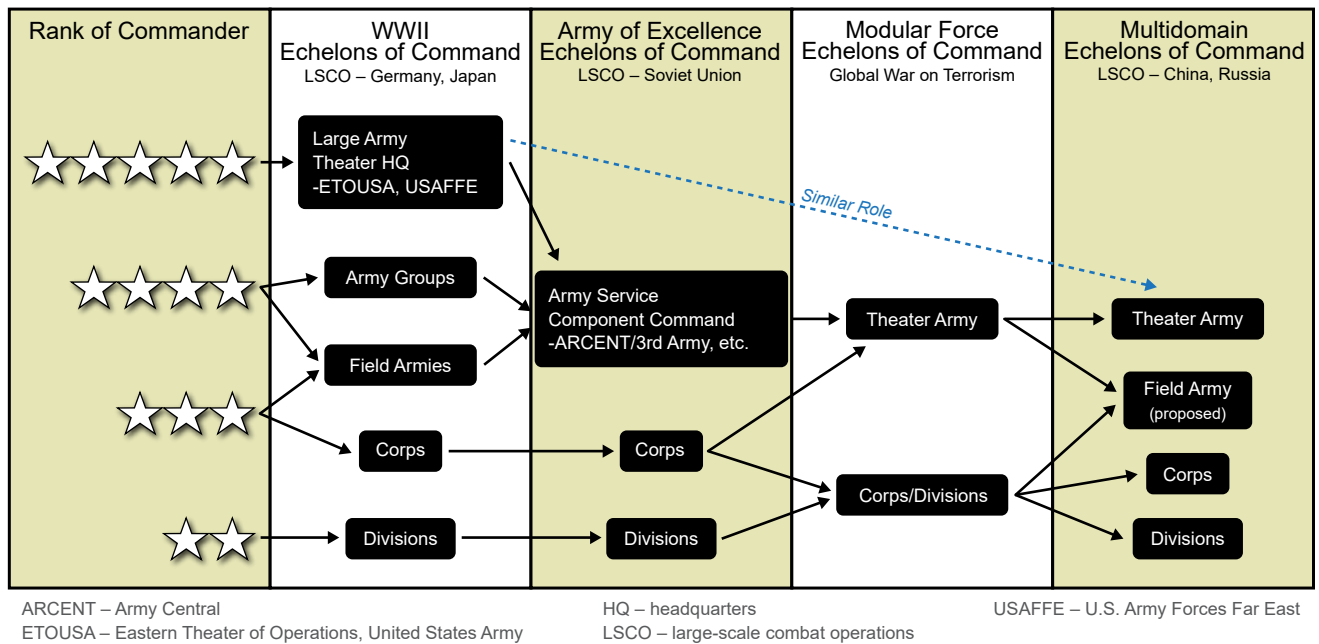 Rank of Commander
WWII
Echelons of Command
LSCO – Germany, Japan
Army of Excellence
Echelons of Command
LSCO – Soviet Union
Modular Force
Echelons of Command
Global War on Terrorism
Multidomain
Echelons of Command
LSCO – China, Russia
Large Army
Theater HQ
-ETOUSA, USAFFE
Similar Role
Army Groups
Field Armies
Corps
Divisions
Army Service
Component Command
-ARCENT/3rd Army, etc.
Corps
Divisions
Theater Army
Corps/Divisions
Theater Army
Field Army
(proposed)
Corps
Divisions
ARCENT – Army Central
ETOUSA – Eastern Theater of Operations, United States Army
HQ – headquarters
LSCO – large-scale combat operations
USAFFE – U.S. Army Forces Far East